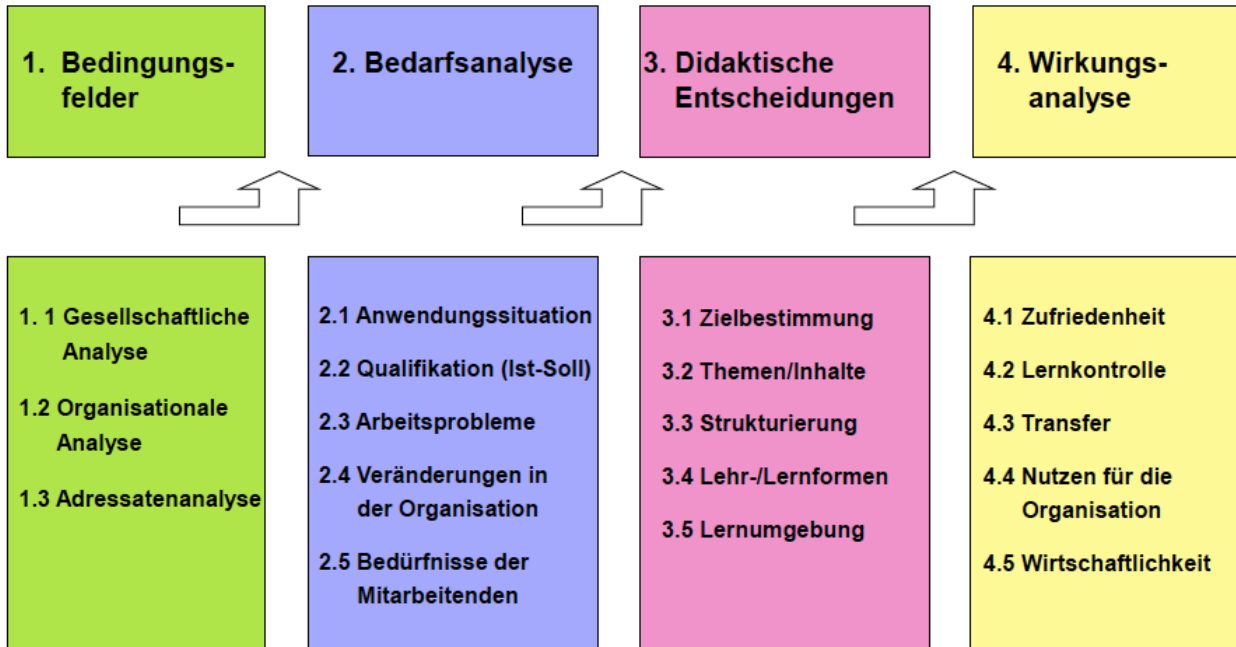 1. Bedingungs-
felder
2. Bedarfsanalyse
3. Didaktische
Entscheidungen
4. Wirkungs-
analyse
1. 1 Gesellschaftliche
Analyse
1.2 Organisationale
Analyse
1.3 Adressatenanalyse
2.1 Anwendungssituation
2.2 Qualifikation (Ist-Soll)
2.3 Arbeitsprobleme
2.4 Veränderungen in
der Organisation
2.5 Bedürfnisse der
Mitarbeitenden
3.1 Zielbestimmung
3.2 Themen/Inhalte
3.3 Strukturierung
3.4 Lehr-/Lernformen
3.5 Lernumgebung
4.1 Zufriedenheit
4.2 Lernkontrolle
4.3 Transfer
4.4 Nutzen für die
Organisation
4.5 Wirtschaftlichkeit